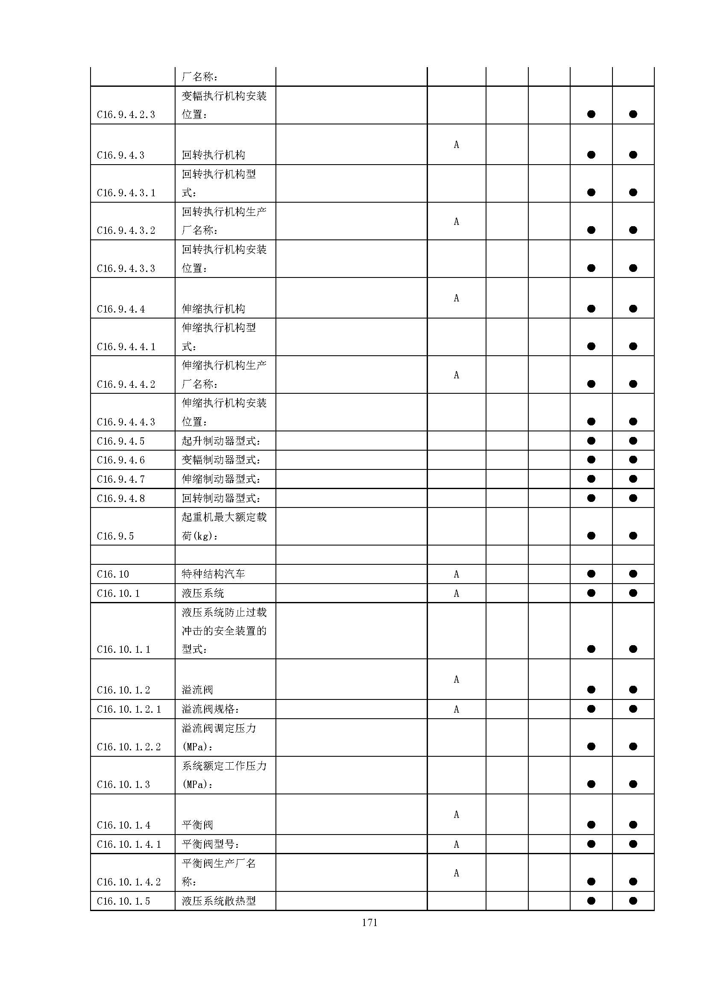 厂名称：
变幅执行机构安装
C16.9.4.2.3 位置： ● ●
A
C16.9.4.3 回转执行机构 ● ●
回转执行机构型
C16.9.4.3.1 式： ● ●
回转执行机构生产
A
C16.9.4.3.2 厂名称： ● ●
回转执行机构安装
C16.9.4.3.3 位置： ● ●
A
C16.9.4.4 伸缩执行机构 ● ●
伸缩执行机构型
C16.9.4.4.1 式： ● ●
伸缩执行机构生产
A
C16.9.4.4.2 厂名称： ● ●
伸缩执行机构安装
C16.9.4.4.3 位置： ● ●
C16.9.4.5 起升制动器型式： ● ●
C16.9.4.6 变幅制动器型式： ● ●
C16.9.4.7 伸缩制动器型式： ● ●
C16.9.4.8 回转制动器型式： ● ●
起重机最大额定载
C16.9.5 荷(kg)： ● ●
C16.10 特种结构汽车 A ● ●
C16.10.1 液压系统 A ● ●
液压系统防止过载
冲击的安全装置的
C16.10.1.1 型式： ● ●
A
C16.10.1.2 溢流阀 ● ●
C16.10.1.2.1 溢流阀规格： A ● ●
溢流阀调定压力
C16.10.1.2.2 (MPa)： ● ●
系统额定工作压力
C16.10.1.3 (MPa)： ● ●
A
C16.10.1.4 平衡阀 ● ●
C16.10.1.4.1 平衡阀型号： A ● ●
平衡阀生产厂名
A
C16.10.1.4.2 称： ● ●
C16.10.1.5 液压系统散热型 ● ●
171